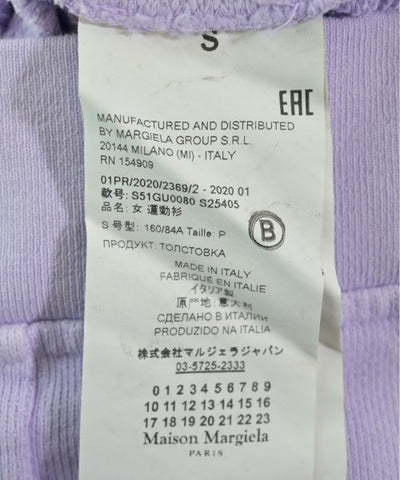 S
EAC
MANUFACTURED AND DISTRIBUTED
BY MARGIELA GROUP S.R.L.
20144 MILANO (MI) - ITALY
RN 154909
01PR/2020/2369/2 - 2020 01
款号: S51GU0080 S25405
品名: 女 運動衫
B
S 号型: 160/84A Taille: P
ПРОДУКТ: ТОЛСТОВКА
MADE IN ITALY
FABRIQUÉ EN ITALIE
イタリア製
原产地: 意大利
СДЕЛАНО В ИТАЛИИ
PRODUZIDO NA ITALIA
株式会社マルジェラジャパン
03-5725-2333
0 1 2 3 4 5 6 7 8 9
10 11 12 13 14 15 16
17 18 19 20 21 22 23
Maison Margiela
PARIS